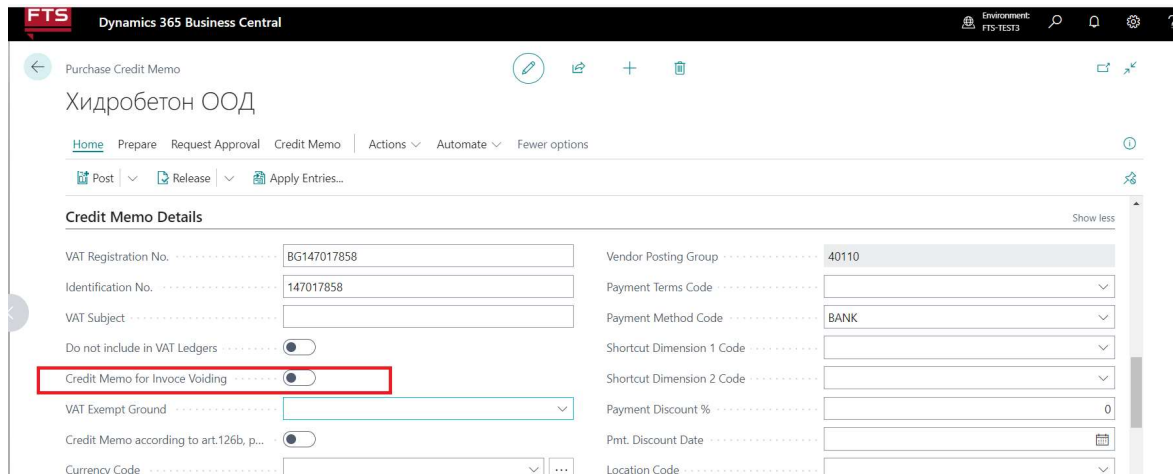 FTS
Dynamics 365 Business Central
Environment:
FTS-TEST3
Purchase Credit Memo
Хидробетон ООД
Home Prepare Request Approval Credit Memo Actions Automate Fewer options
Post Release Apply Entries...
Credit Memo Details
Show less
VAT Registration No. BG147017858
Identification No. 147017858
VAT Subject
Do not include in VAT Ledgers
Credit Memo for Invoce Voiding
VAT Exempt Ground
Credit Memo according to art.126b, p...
Currency Code
Vendor Posting Group 40110
Payment Terms Code
Payment Method Code BANK
Shortcut Dimension 1 Code
Shortcut Dimension 2 Code
Payment Discount % 0
Pmt. Discount Date
Location Code